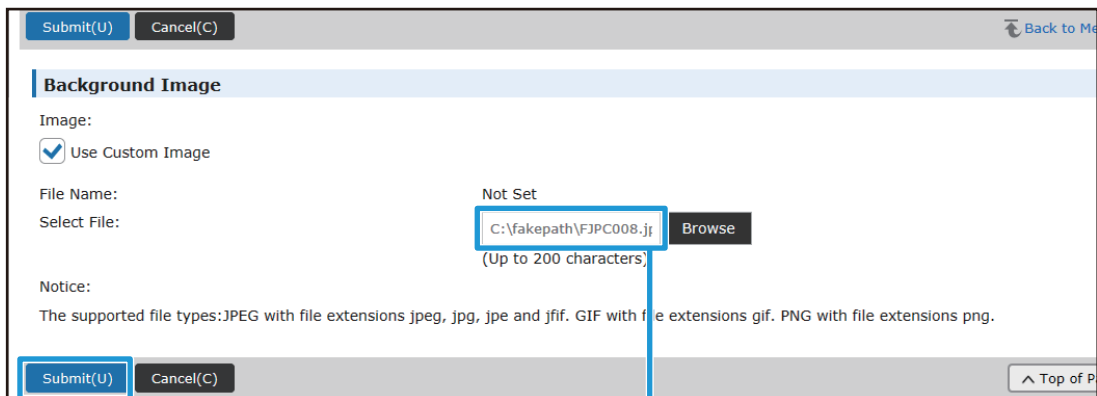 Submit(U) Cancel(C) Back to Me
Background Image
Image:
Use Custom Image
File Name: Not Set
Select File: C:\fakepath\FJPC008.jp Browse
(Up to 200 characters)
Notice:
The supported file types:JPEG with file extensions jpeg, jpg, jpe and jfif. GIF with file extensions gif. PNG with file extensions png.
Submit(U) Cancel(C) Top of P